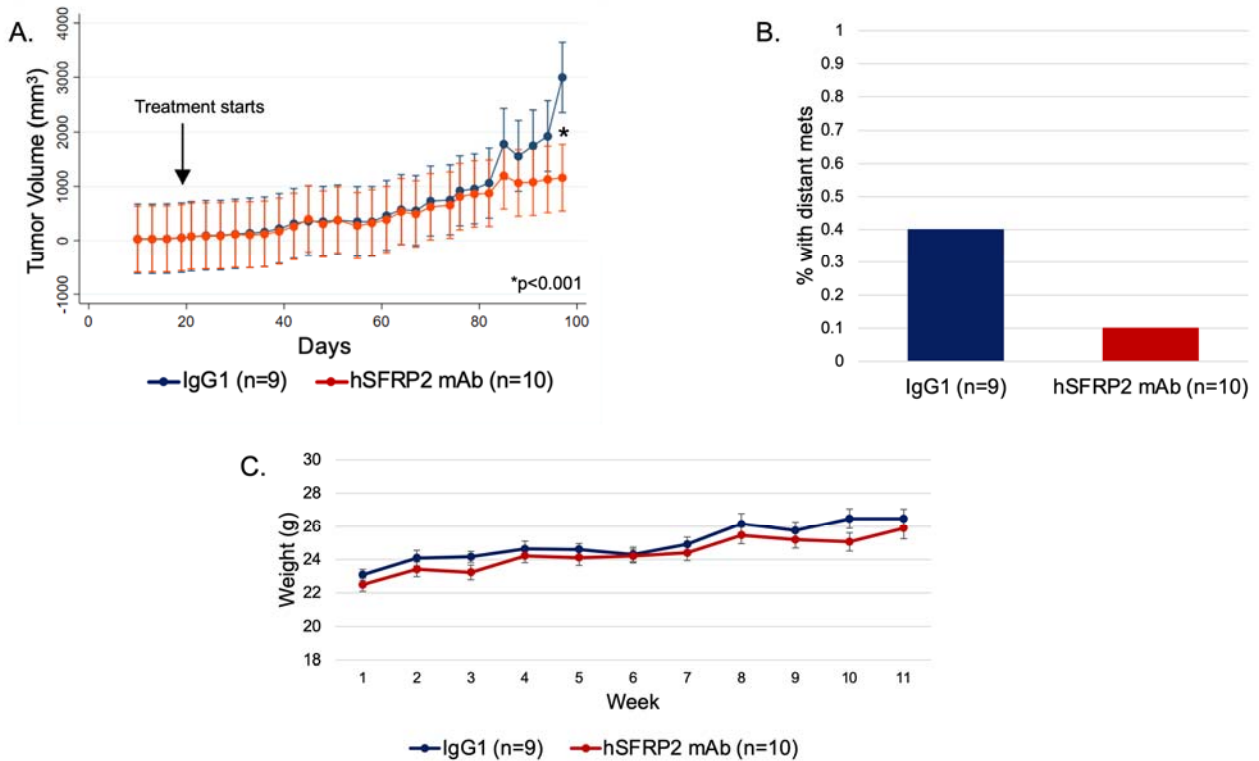 A.
Tumor Volume (mm³)
4000
3000
2000
1000
0
-1000
Treatment starts
*
*p<0.001
0 20 40 60 80 100
Days
IgG1 (n=9) hSFRP2 mAb (n=10)
B.
% with distant mets
1
0.9
0.8
0.7
0.6
0.5
0.4
0.3
0.2
0.1
0
IgG1 (n=9) hSFRP2 mAb (n=10)
C.
Weight (g)
30
28
26
24
22
20
18
1 2 3 4 5 6 7 8 9 10 11
Week
IgG1 (n=9) hSFRP2 mAb (n=10)